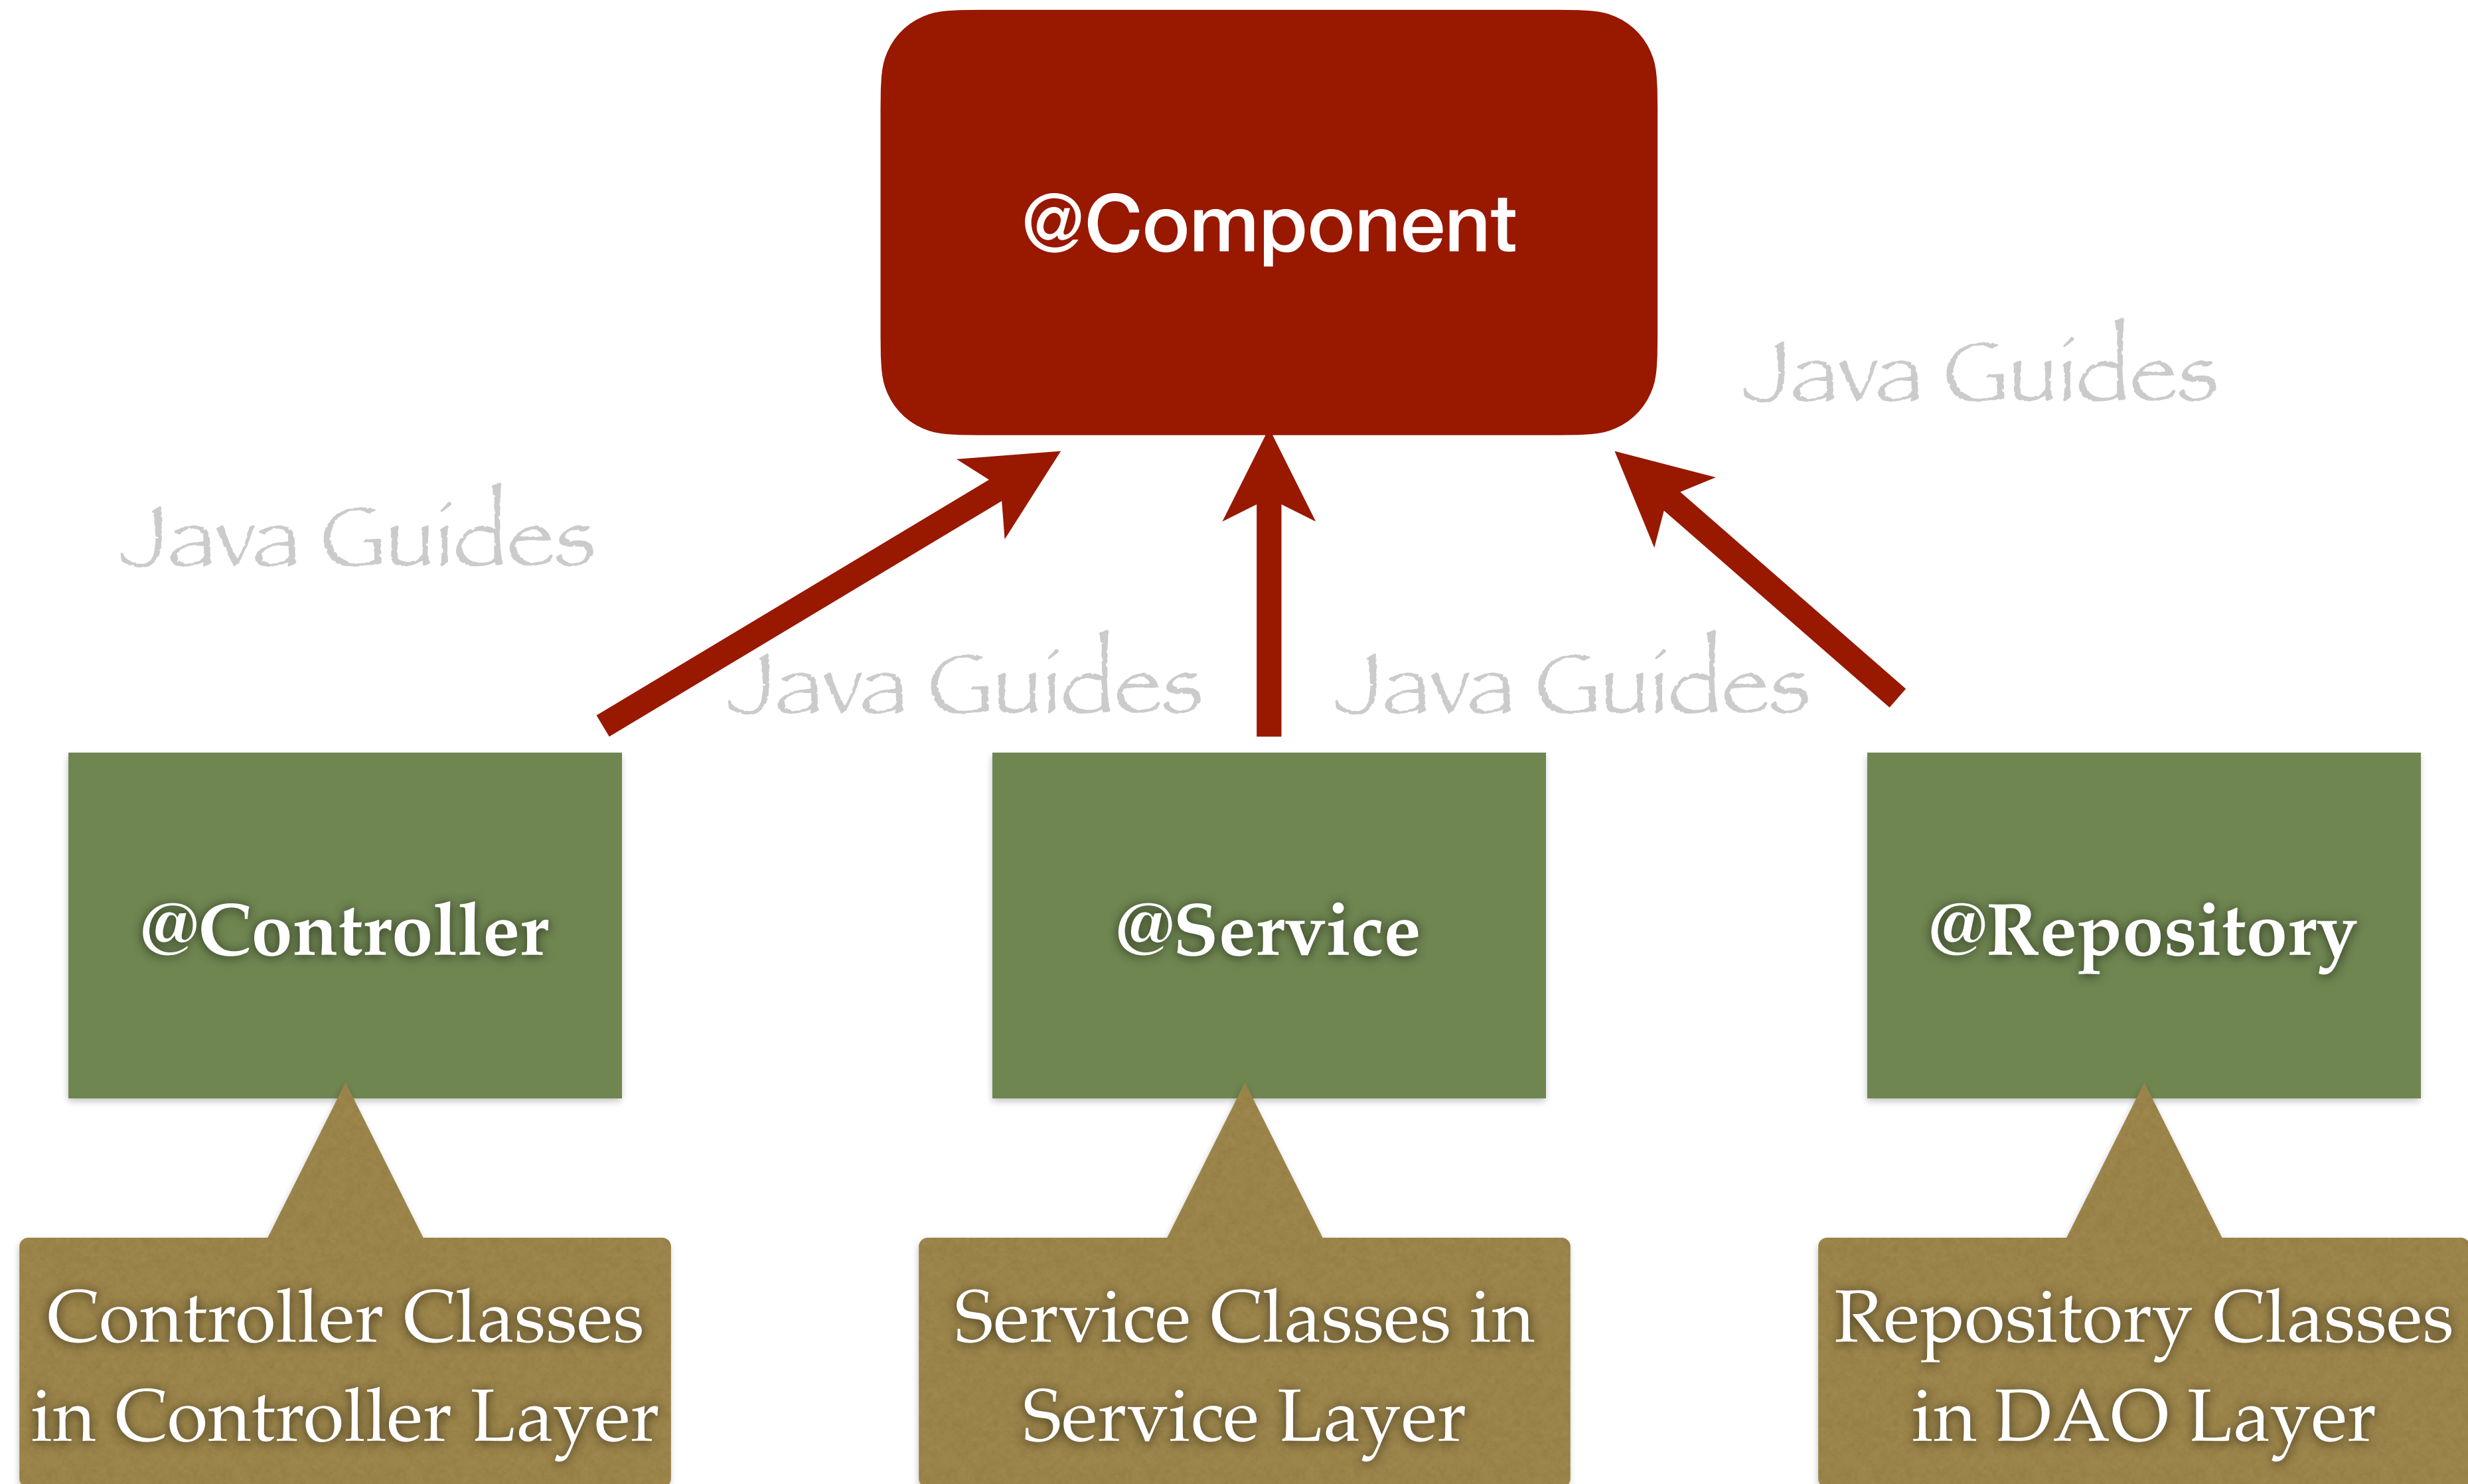 @Component
Java Guides
Java Guides
Java Guides
Java Guides
@Controller
@Service
@Repository
Controller Classes
in Controller Layer
Service Classes in
Service Layer
Repository Classes
in DAO Layer